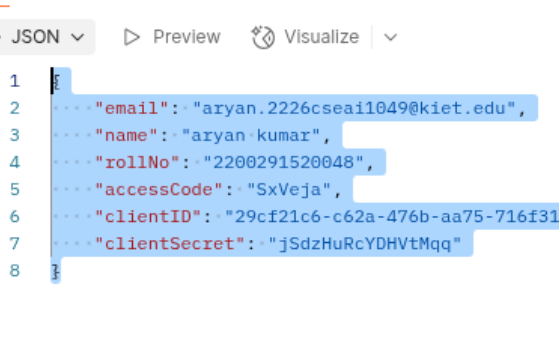 JSON Preview Visualize
1 {
2 "email": "aryan.2226cseai1049@kiet.edu",
3 "name": "aryan kumar",
4 "rollNo": "2200291520048",
5 "accessCode": "SxVeja",
6 "clientID": "29cf21c6-c62a-476b-aa75-716f31
7 "clientSecret": "jSdzHuRcYDHVtMqq"
8 }